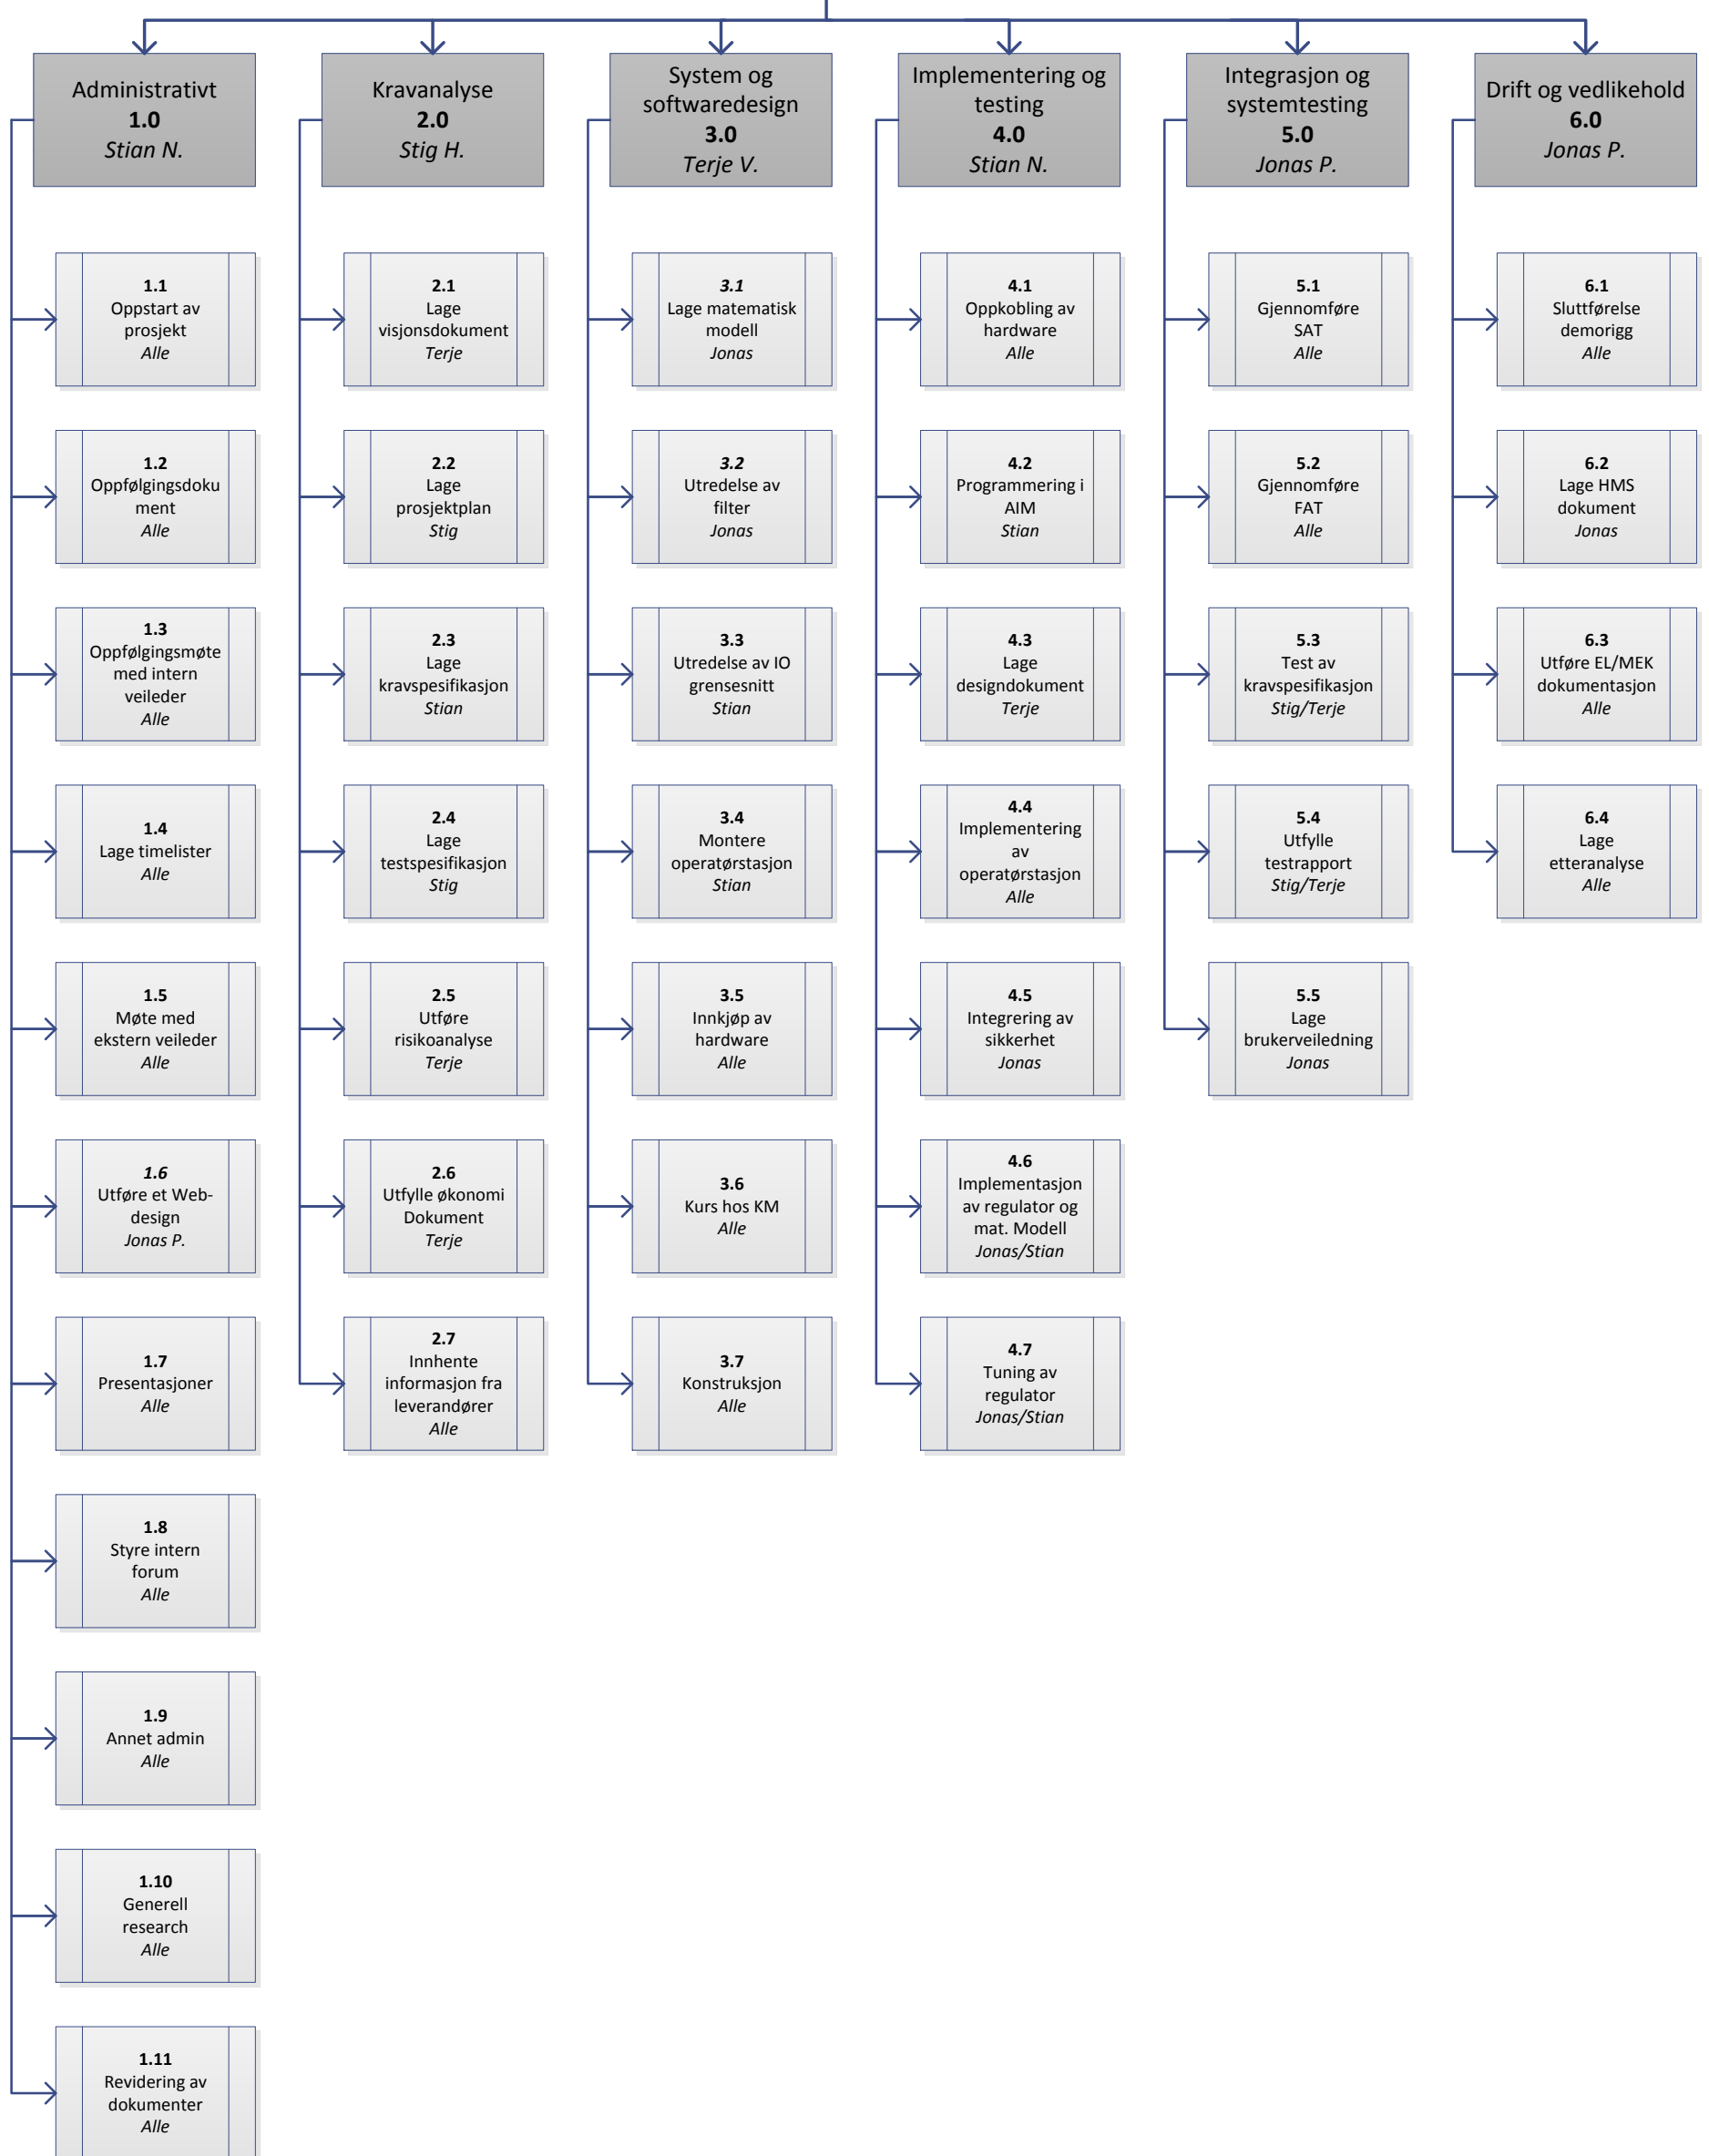 Administrativt
1.0
Stian N.
Kravanalyse
2.0
Stig H.
System og
softwaredesign
3.0
Terje V.
Implementering og
testing
4.0
Stian N.
Integrasjon og
systemtesting
5.0
Jonas P.
Drift og vedlikehold
6.0
Jonas P.
1.1
Oppstart av
prosjekt
Alle
1.2
Oppfølgingsdoku
ment
Alle
1.3
Oppfølgingsmøte
med intern
veileder
Alle
1.4
Lage timelister
Alle
1.5
Møte med
ekstern veileder
Alle
1.6
Utføre et Web-
design
Jonas P.
1.7
Presentasjoner
Alle
1.8
Styre intern
forum
Alle
1.9
Annet admin
Alle
1.10
Generell
research
Alle
1.11
Revidering av
dokumenter
Alle
2.1
Lage
visjonsdokument
Terje
2.2
Lage
prosjektplan
Stig
2.3
Lage
kravspesifikasjon
Stian
2.4
Lage
testspesifikasjon
Stig
2.5
Utføre
risikoanalyse
Terje
2.6
Utfylle økonomi
Dokument
Terje
2.7
Innhente
informasjon fra
leverandører
Alle
3.1
Lage matematisk
modell
Jonas
3.2
Utredelse av
filter
Jonas
3.3
Utredelse av IO
grensesnitt
Stian
3.4
Montere
operatørstasjon
Stian
3.5
Innkjøp av
hardware
Alle
3.6
Kurs hos KM
Alle
3.7
Konstruksjon
Alle
4.1
Oppkobling av
hardware
Alle
4.2
Programmering i
AIM
Stian
4.3
Lage
designdokument
Terje
4.4
Implementering
av
operatørstasjon
Alle
4.5
Integrering av
sikkerhet
Jonas
4.6
Implementasjon
av regulator og
mat. Modell
Jonas/Stian
4.7
Tuning av
regulator
Jonas/Stian
5.1
Gjennomføre
SAT
Alle
5.2
Gjennomføre
FAT
Alle
5.3
Test av
kravspesifikasjon
Stig/Terje
5.4
Utfylle
testrapport
Stig/Terje
5.5
Lage
brukerveiledning
Jonas
6.1
Sluttførelse
demorigg
Alle
6.2
Lage HMS
dokument
Jonas
6.3
Utføre EL/MEK
dokumentasjon
Alle
6.4
Lage
etteranalyse
Alle